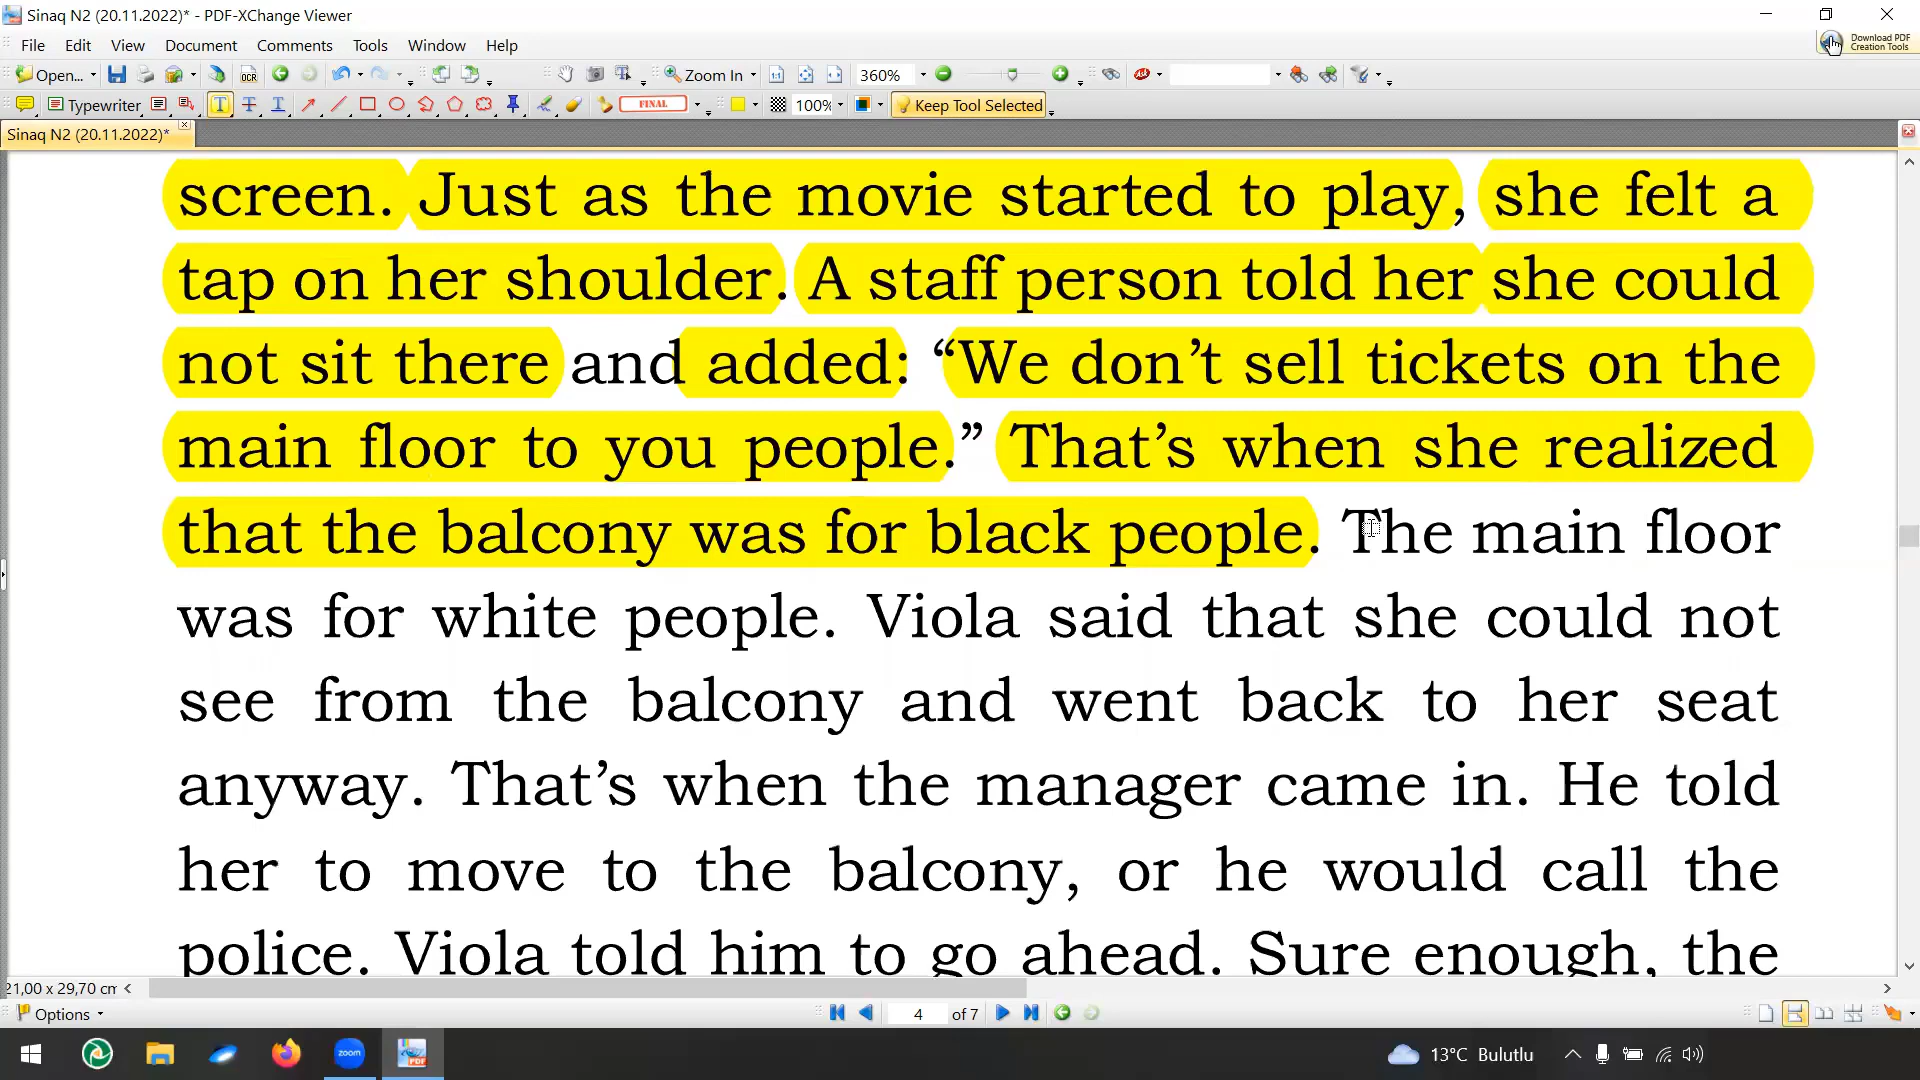 Sinaq N2 (20.11.2022)* - PDF-XChange Viewer
File Edit View Document Comments Tools Window Help
Download PDF
Creation Tools
Open... OCR Zoom In 360%
Typewriter FINAL 100% Keep Tool Selected
Sinaq N2 (20.11.2022)*
screen. Just as the movie started to play, she felt a
tap on her shoulder. A staff person told her she could
not sit there and added: “We don’t sell tickets on the
main floor to you people.” That’s when she realized
that the balcony was for black people. The main floor
was for white people. Viola said that she could not
see from the balcony and went back to her seat
anyway. That’s when the manager came in. He told
her to move to the balcony, or he would call the
police. Viola told him to go ahead. Sure enough, the
21,00 x 29,70 cm
Options 4 of 7
zoom PDF 13°C Bulutlu